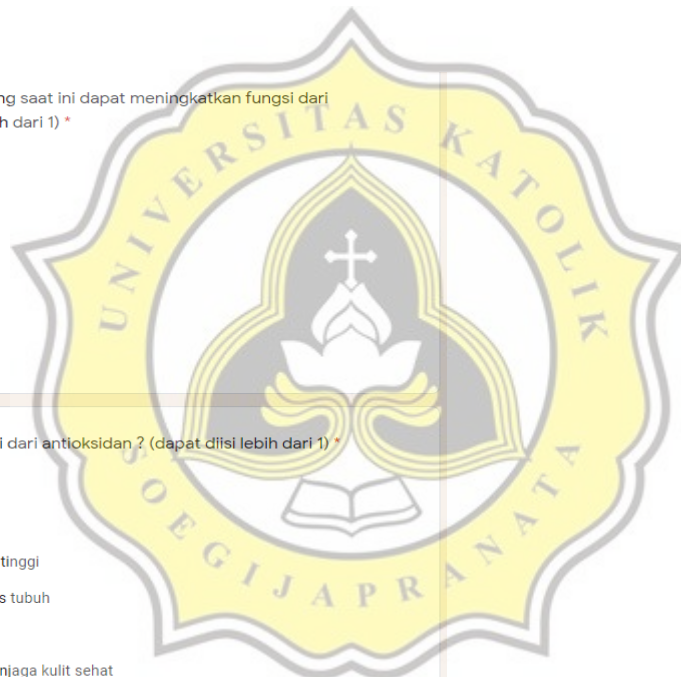 ng saat ini dapat meningkatkan fungsi dari
h dari 1) *
UNIVERSITAS KATOLIK
i dari antioksidan ? (dapat diisi lebih dari 1) *
SOEGIJAPRANATA
tinggi
s tubuh
njaga kulit sehat